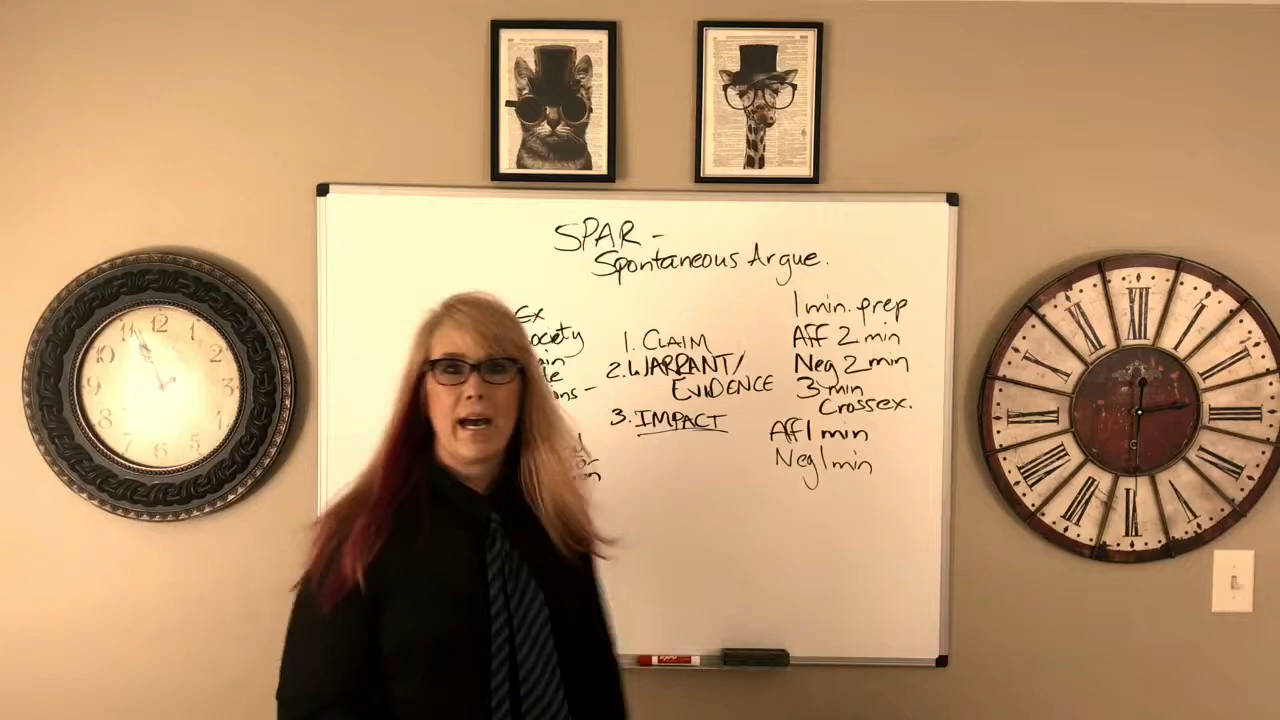 SPAR -
Spontaneous Argue.
Ex
1. CLAIM
2. WARRANT/
EVIDENCE
3. IMPACT
1 min. prep
Aff 2 min
Neg 2 min
3 min
Crossex.
Aff 1 min
Neg 1 min